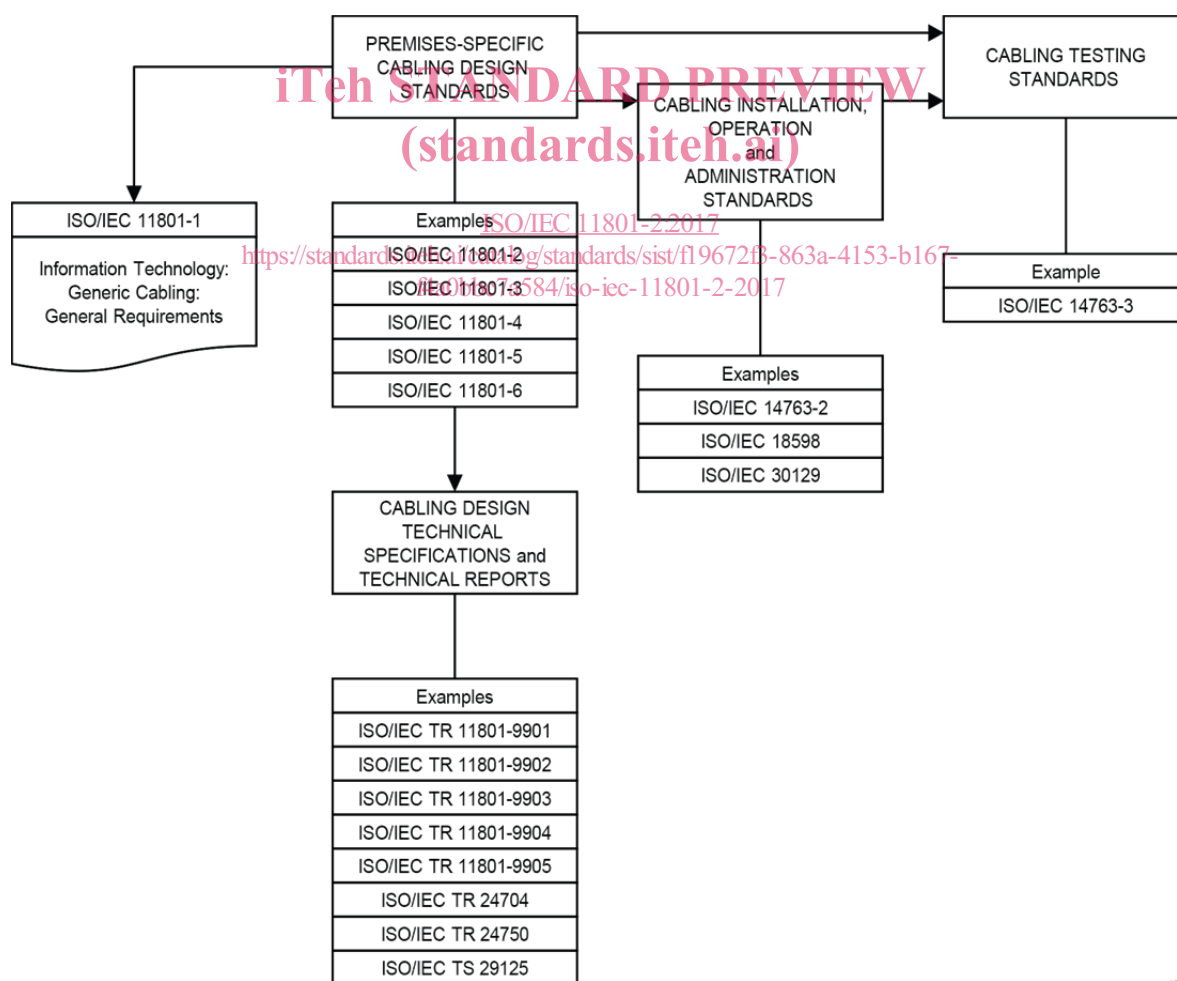 PREMISES-SPECIFIC
CABLING DESIGN
STANDARDS
CABLING TESTING
STANDARDS
iTeh STANDARD PREVIEW
(standards.iteh.ai)
CABLING INSTALLATION,
OPERATION
and
ADMINISTRATION
STANDARDS
ISO/IEC 11801-1
Information Technology:
Generic Cabling:
General Requirements
ISO/IEC 11801-2:2017
Examples
ISO/IEC 11801-2
ISO/IEC 11801-3
ISO/IEC 11801-4
ISO/IEC 11801-5
ISO/IEC 11801-6
584/iso-iec-11801-2-2017
Example
ISO/IEC 14763-3
Examples
ISO/IEC 14763-2
ISO/IEC 18598
ISO/IEC 30129
CABLING DESIGN
TECHNICAL
SPECIFICATIONS and
TECHNICAL REPORTS
Examples
ISO/IEC TR 11801-9901
ISO/IEC TR 11801-9902
ISO/IEC TR 11801-9903
ISO/IEC TR 11801-9904
ISO/IEC TR 11801-9905
ISO/IEC TR 24704
ISO/IEC TR 24750
ISO/IEC TS 29125